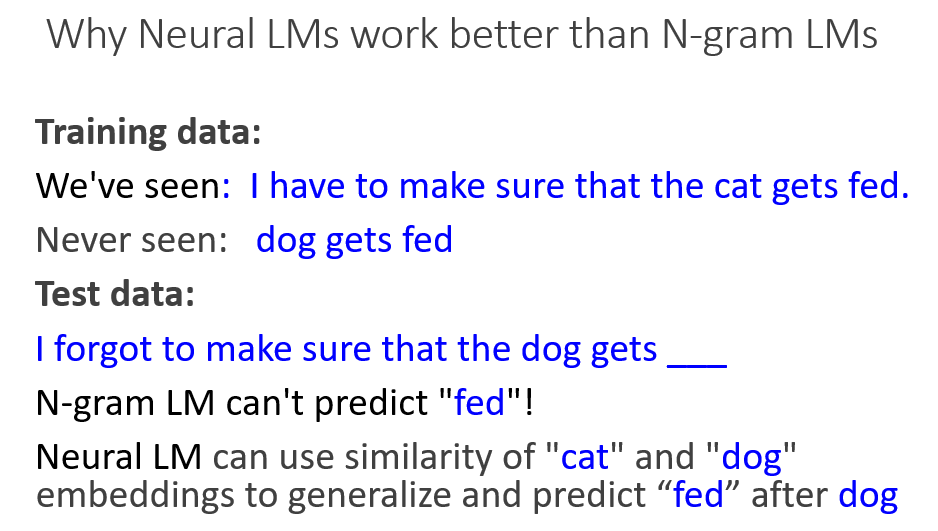 Why Neural LMs work better than N-gram LMs
Training data:
We've seen:  I have to make sure that the cat gets fed.
Never seen:   dog gets fed
Test data:
I forgot to make sure that the dog gets ___
N-gram LM can't predict "fed"!
Neural LM can use similarity of "cat" and "dog"
embeddings to generalize and predict “fed” after dog